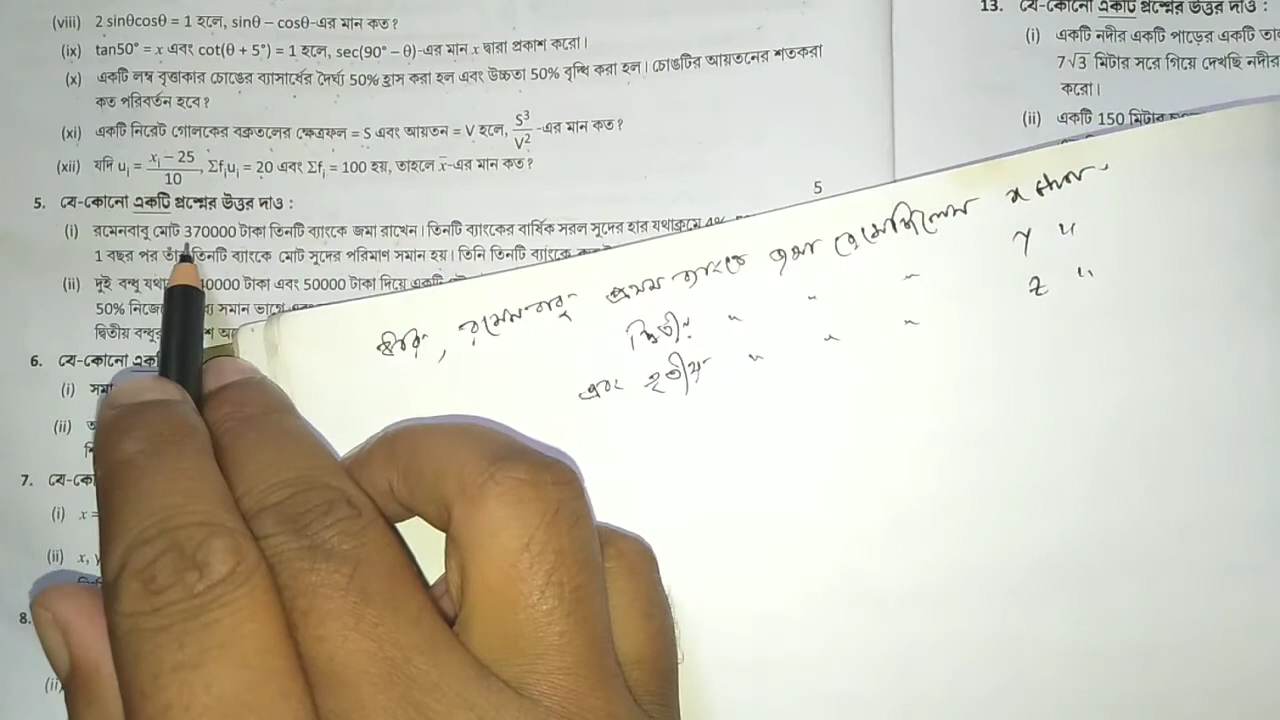 (viii) 2 sinθcosθ = 1 হলে, sinθ – cosθ-এর মান কত?
(ix) tan50° = x এবং cot(θ + 5°) = 1 হলে, sec(90° – θ)-এর মান x দ্বারা প্রকাশ করো।
(x) একটি লম্ব বৃত্তাকার চোঙের ব্যাসার্ধের দৈর্ঘ্য 50% হ্রাস করা হল এবং উচ্চতা 50% বৃদ্ধি করা হল। চোঙটির আয়তনের শতকরা
কত পরিবর্তন হবে?
(xi) একটি নিরেট গোলকের বক্রতলের ক্ষেত্রফল = S এবং আয়তন = V হলে, S³/V² -এর মান কত?
(xii) যদি uᵢ = (xᵢ – 25)/10, Σfᵢuᵢ = 20 এবং Σfᵢ = 100 হয়, তাহলে x̄-এর মান কত?
5
5. যে-কোনো একটি প্রশ্নের উত্তর দাও :
(i) রমেনবাবু মোট 370000 টাকা তিনটি ব্যাংকে জমা রাখেন। তিনটি ব্যাংকের বার্ষিক সরল সুদের হার যথাক্রমে 4%
1 বছর পর তাঁর তিনটি ব্যাংকে মোট সুদের পরিমাণ সমান হয়। তিনি তিনটি ব্যাংকে
(ii) দুই বন্ধু 50000 টাকা দিয়ে একটি
50% নিজে সমান ভাগে
দ্বিতীয় বন্ধুর
6. যে-কোনো
(i)
(ii)
7.
(i) x =
(ii) x,
8.
(ii)
13. যে-কোনো একটি প্রশ্নের উত্তর দাও :
(i) একটি নদীর একটি পাড়ের একটি
7√3 মিটার সরে গিয়ে দেখছি নদীর
করো।
(ii) একটি 150 মিটার
ধরি, রমেনবাবু প্রথম ব্যাংকে জমা রেখেছিলেন x টাকা
দ্বিতীয় " " " y "
এবং তৃতীয় " " " z "